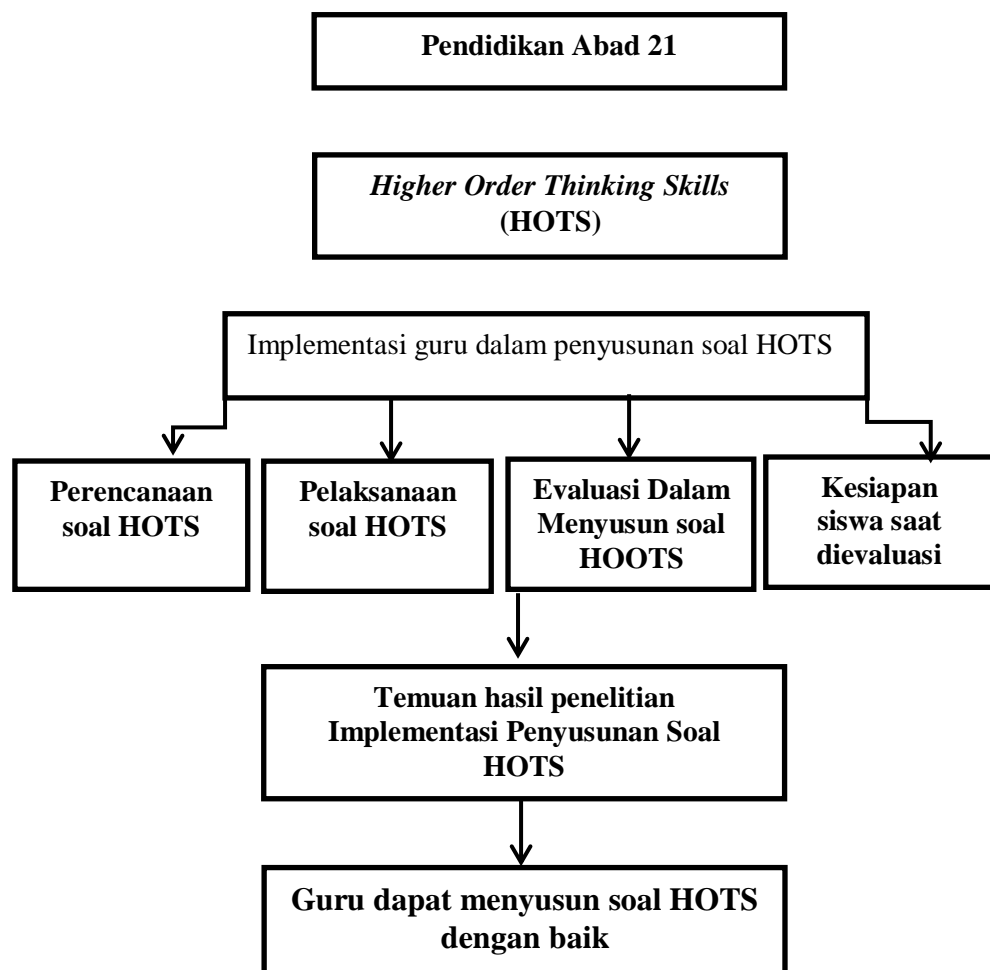 Pendidikan Abad 21
Higher Order Thinking Skills
(HOTS)
Implementasi guru dalam penyusunan soal HOTS
Perencanaan
soal HOTS
Pelaksanaan
soal HOTS
Evaluasi Dalam
Menyusun soal
HOOTS
Kesiapan
siswa saat
dievaluasi
Temuan hasil penelitian
Implementasi Penyusunan Soal
HOTS
Guru dapat menyusun soal HOTS
dengan baik